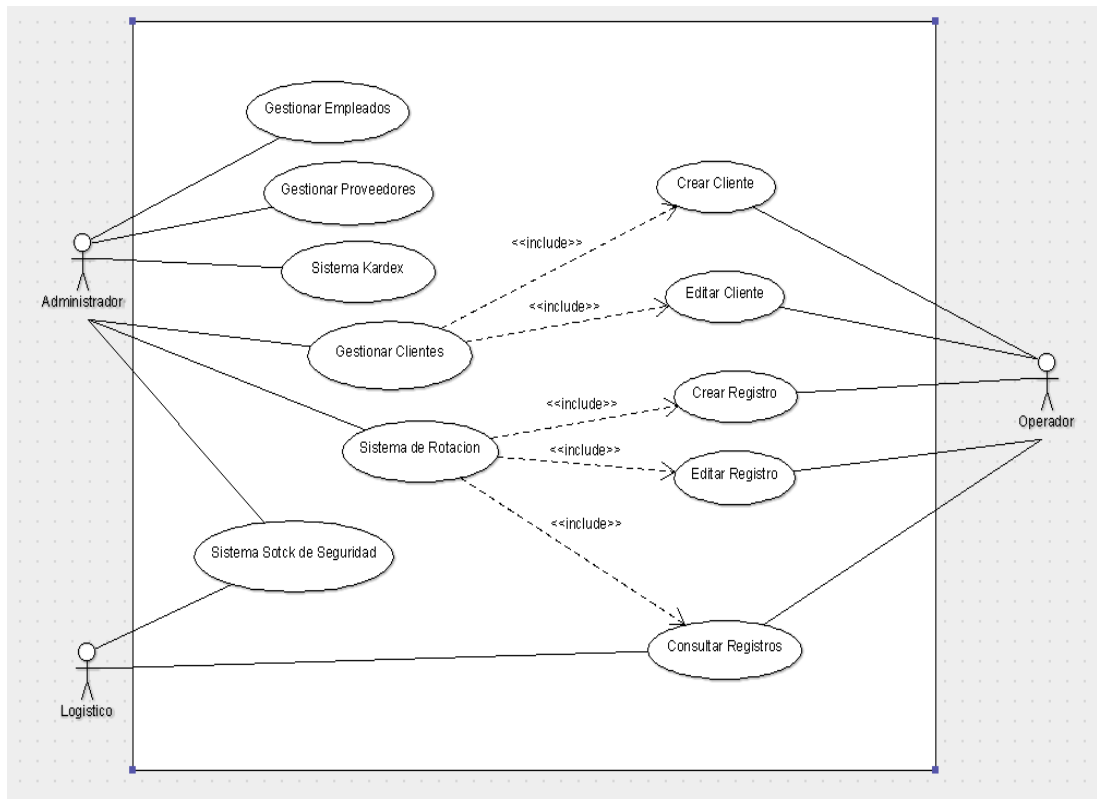 Gestionar Empleados
Gestionar Proveedores
Crear Cliente
<<include>>
Sistema Kardex
Administrador
Editar Cliente
<<include>>
Gestionar Clientes
Crear Registro
<<include>>
Operador
Sistema de Rotacion
<<include>>
Editar Registro
<<include>>
Sistema Sotck de Seguridad
Consultar Registros
Logistico